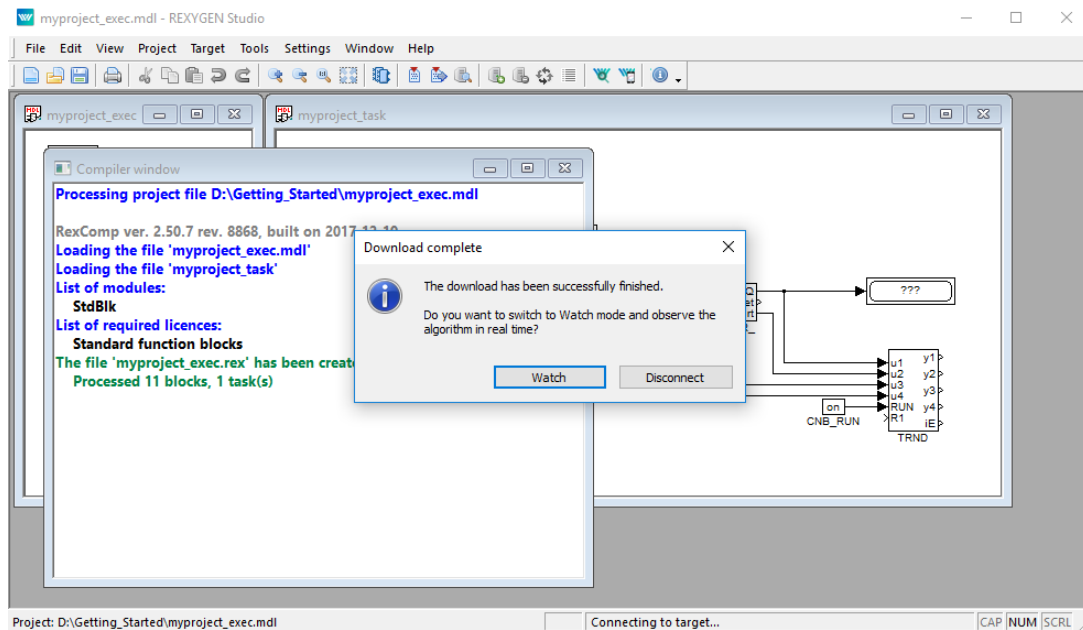 myproject_exec.mdl - REXYGEN Studio
File Edit View Project Target Tools Settings Window Help
myproject_exec
myproject_task
Compiler window
Processing project file D:\Getting_Started\myproject_exec.mdl
RexComp ver. 2.50.7 rev. 8868, built on 2017-12-19
Loading the file 'myproject_exec.mdl'
Loading the file 'myproject_task'
List of modules:
StdBlk
List of required licences:
Standard function blocks
The file 'myproject_exec.rex' has been create
Processed 11 blocks, 1 task(s)
Download complete
The download has been successfully finished.
Do you want to switch to Watch mode and observe the
algorithm in real time?
Watch
Disconnect
Q
et
rt
???
u1 y1
u2 y2
u3 y3
u4
RUN y4
R1 iE
TRND
on
CNB_RUN
Project: D:\Getting_Started\myproject_exec.mdl
Connecting to target...
CAP NUM SCRL